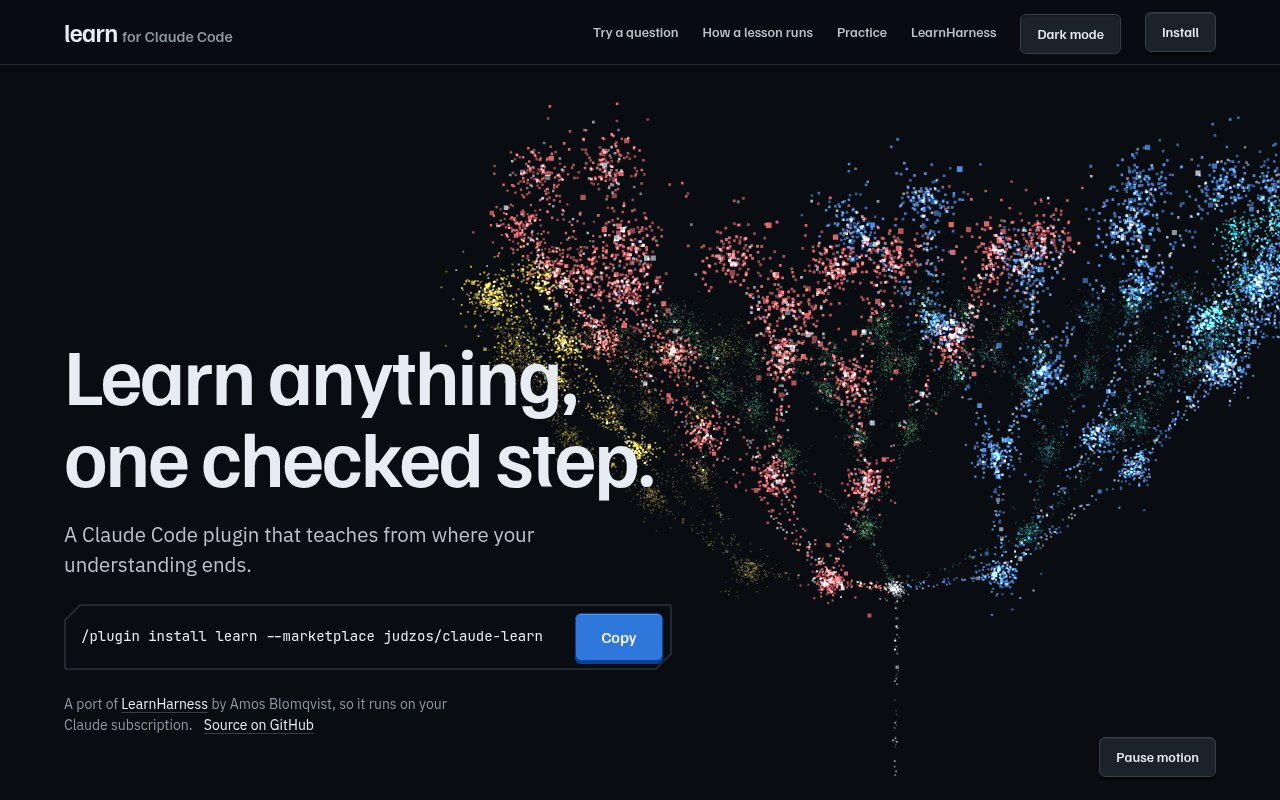 learn for Claude Code
Try a question
How a lesson runs
Practice
LearnHarness
Dark mode
Install
Learn anything,
one checked step.
A Claude Code plugin that teaches from where your
understanding ends.
/plugin install learn --marketplace judzos/claude-learn
Copy
A port of LearnHarness by Amos Blomqvist, so it runs on your
Claude subscription. Source on GitHub
Pause motion